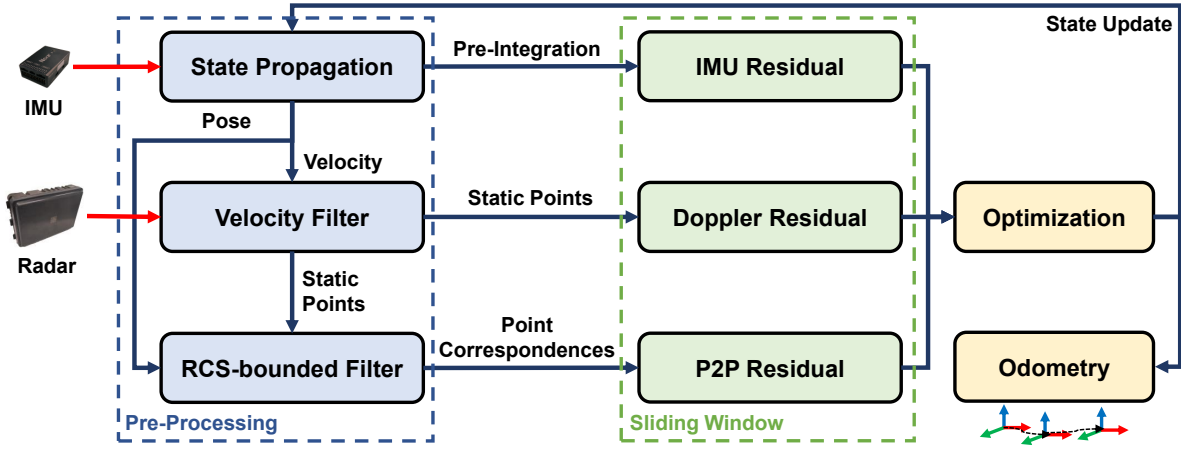 State Update
State Propagation
Pre-Integration
IMU Residual
IMU
Pose
Velocity
Velocity Filter
Static Points
Doppler Residual
Optimization
Radar
Static
Points
RCS-bounded Filter
Point
Correspondences
P2P Residual
Odometry
Pre-Processing
Sliding Window